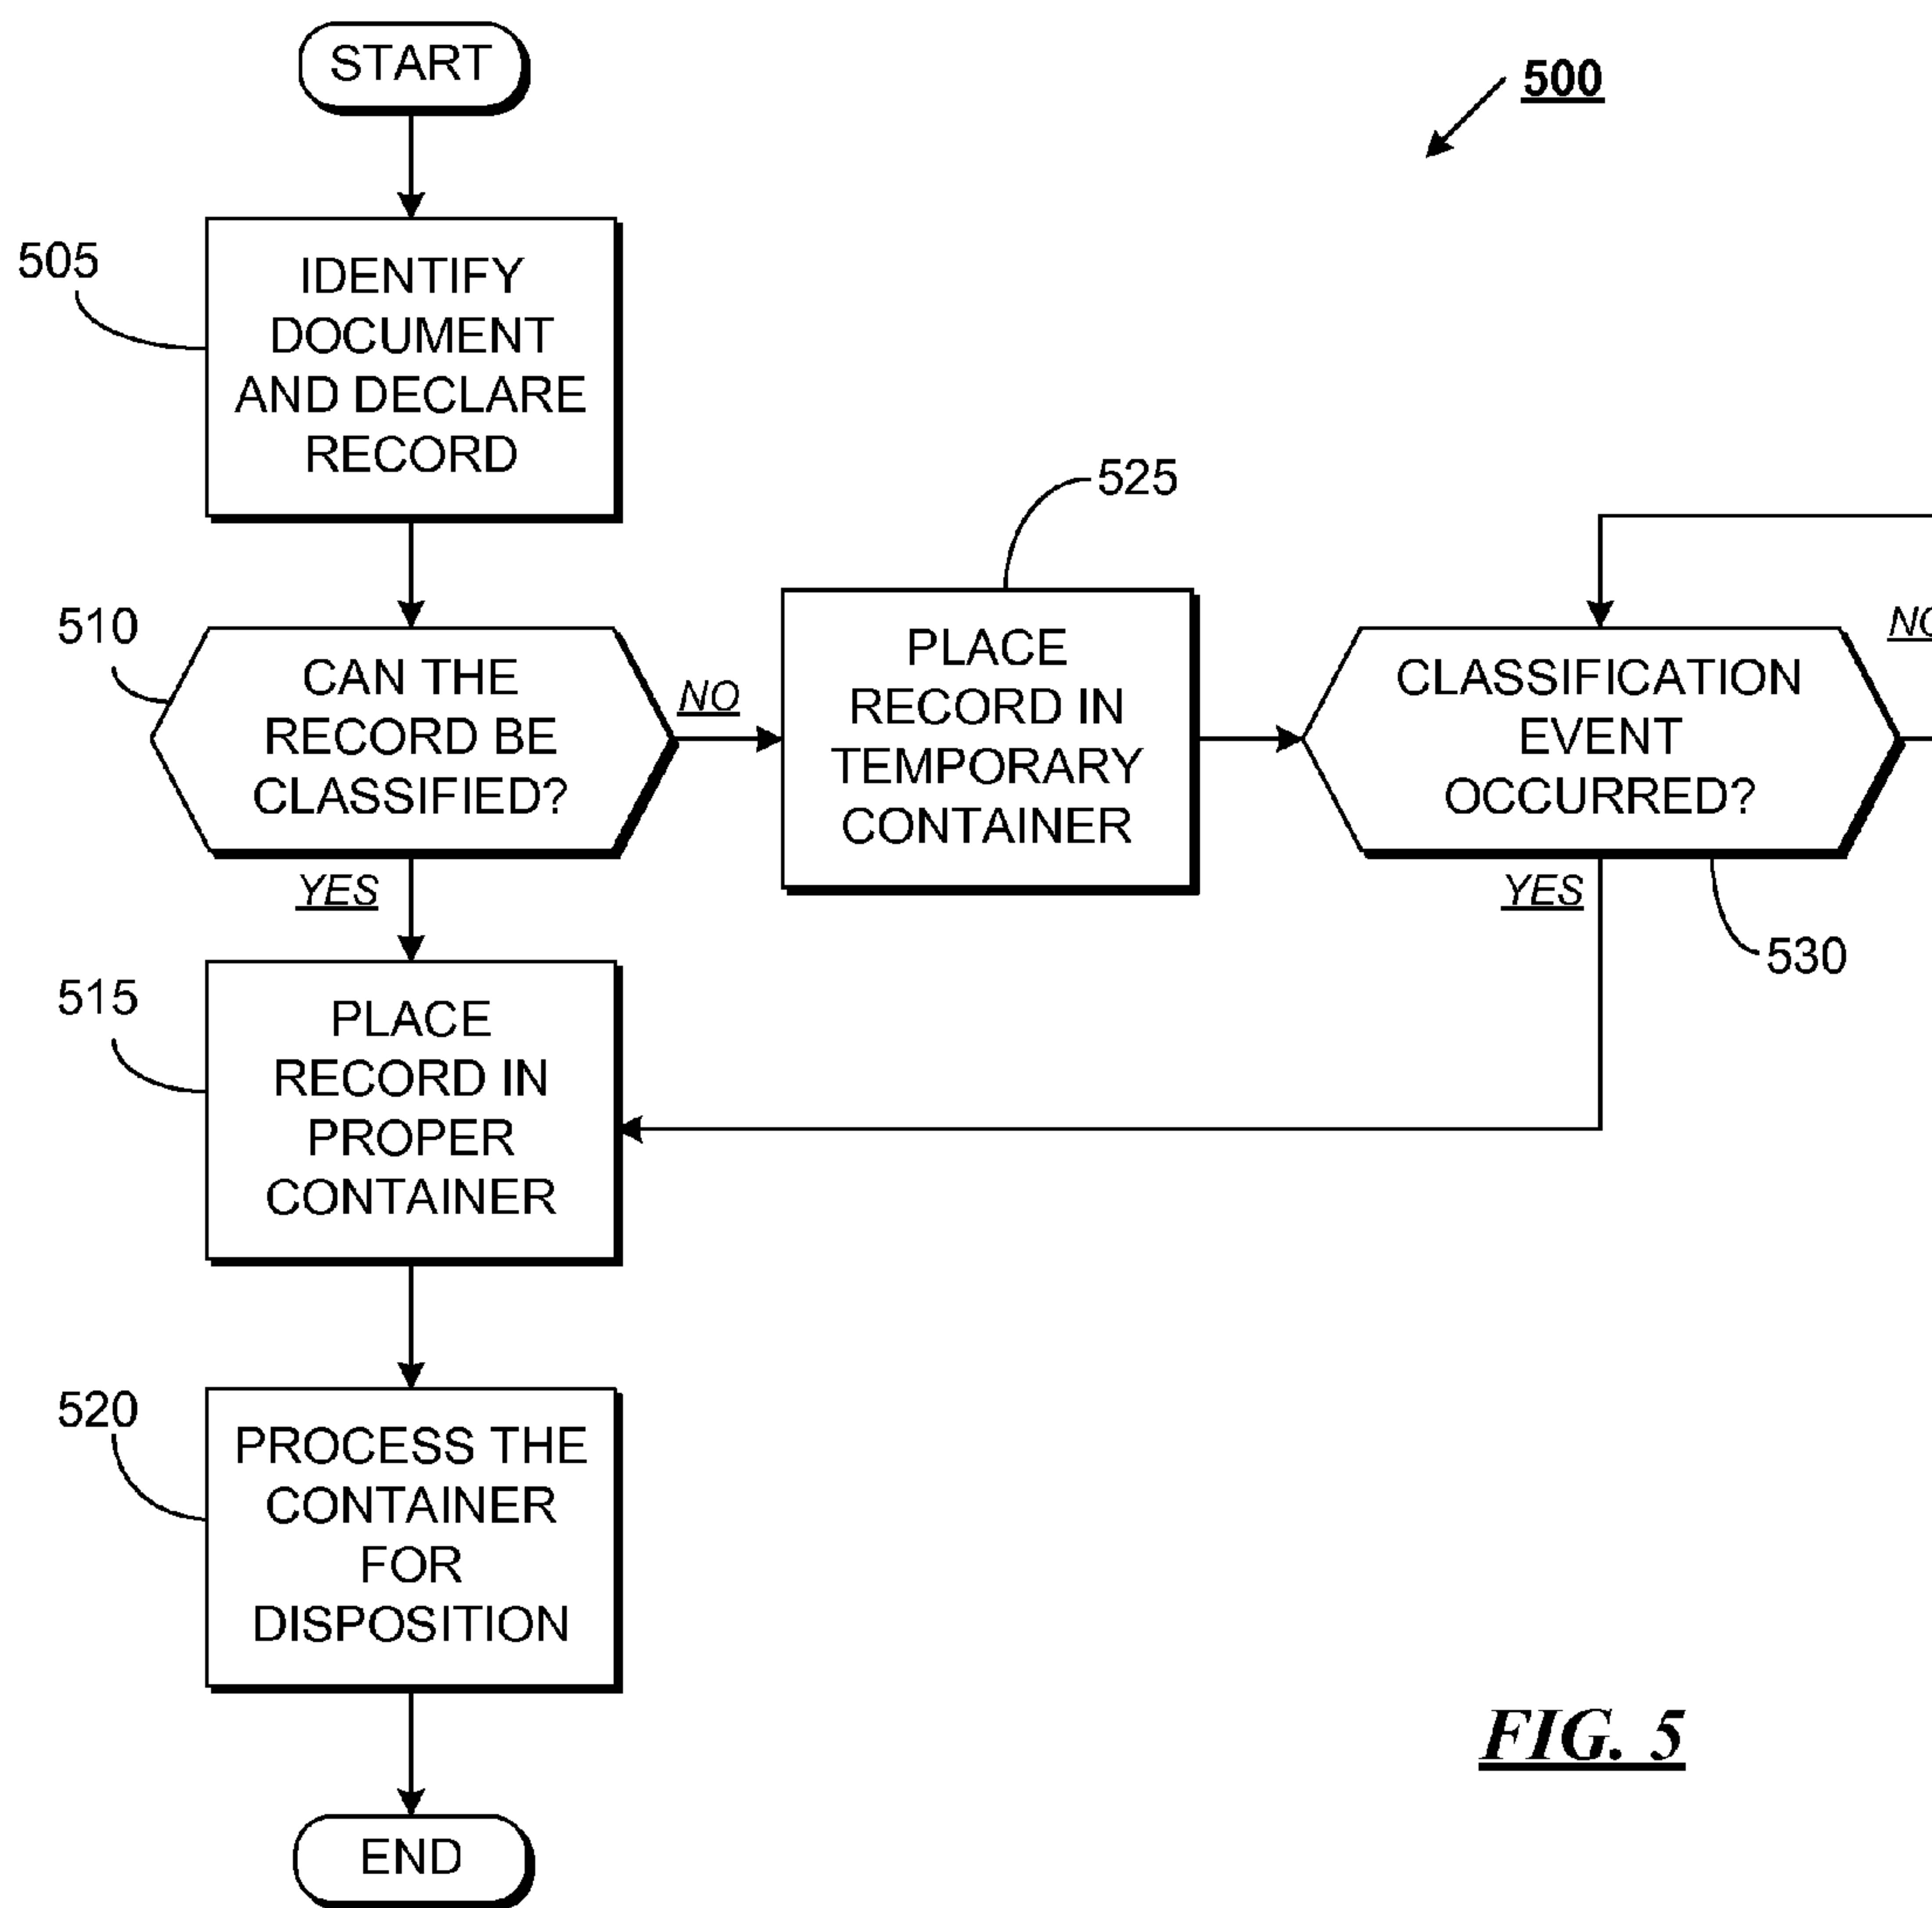 START
500
505
IDENTIFY
DOCUMENT
AND DECLARE
RECORD
510
CAN THE
RECORD BE
CLASSIFIED?
NO
YES
525
PLACE
RECORD IN
TEMPORARY
CONTAINER
CLASSIFICATION
EVENT
OCCURRED?
NO
YES
530
515
PLACE
RECORD IN
PROPER
CONTAINER
520
PROCESS THE
CONTAINER
FOR
DISPOSITION
END
FIG. 5